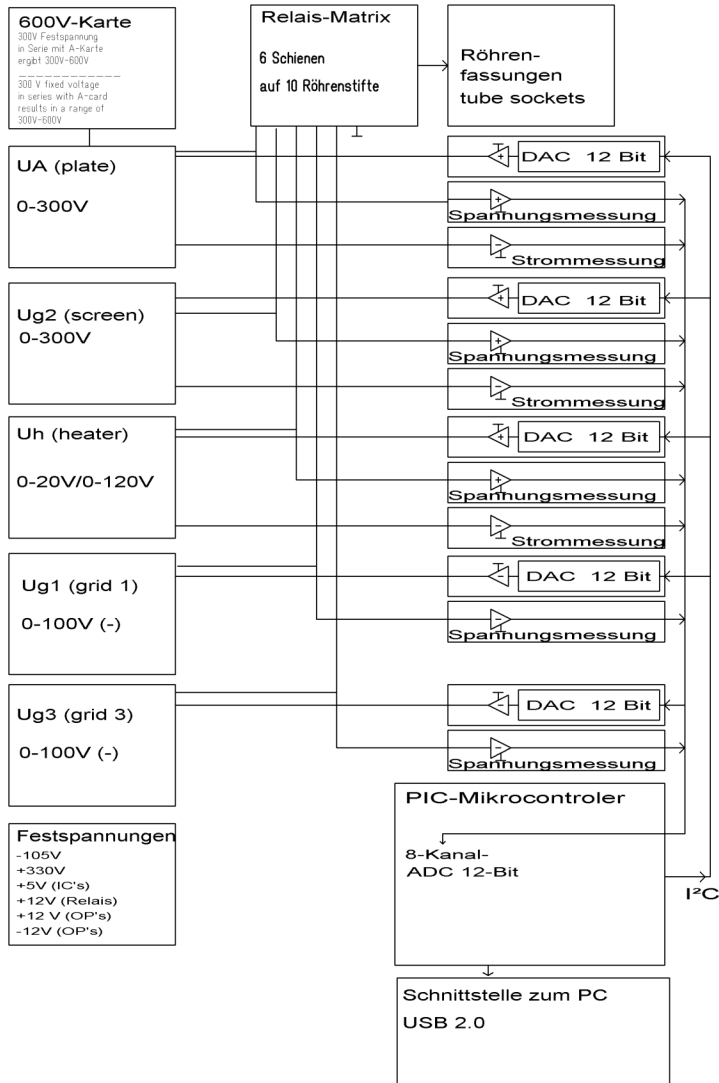 600V-Karte
300V Festspannung
in Serie mit A-Karte
ergibt 300V-600V
300 V fixed voltage
in series with A-card
results in a range of
300V-600V
Relais-Matrix
6 Schienen
auf 10 Röhrenstifte
Röhren-
fassungen
tube sockets
UA (plate)
0-300V
DAC 12 Bit
Spannungsmessung
Strommessung
Ug2 (screen)
0-300V
DAC 12 Bit
Spannungsmessung
Strommessung
Uh (heater)
0-20V/0-120V
DAC 12 Bit
Spannungsmessung
Strommessung
Ug1 (grid 1)
0-100V (-)
DAC 12 Bit
Spannungsmessung
Ug3 (grid 3)
0-100V (-)
DAC 12 Bit
Spannungsmessung
Festspannungen
-105V
+330V
+5V (IC's)
+12V (Relais)
+12 V (OP's)
-12V (OP's)
PIC-Mikrocontroler
8-Kanal-
ADC 12-Bit
I²C
Schnittstelle zum PC
USB 2.0